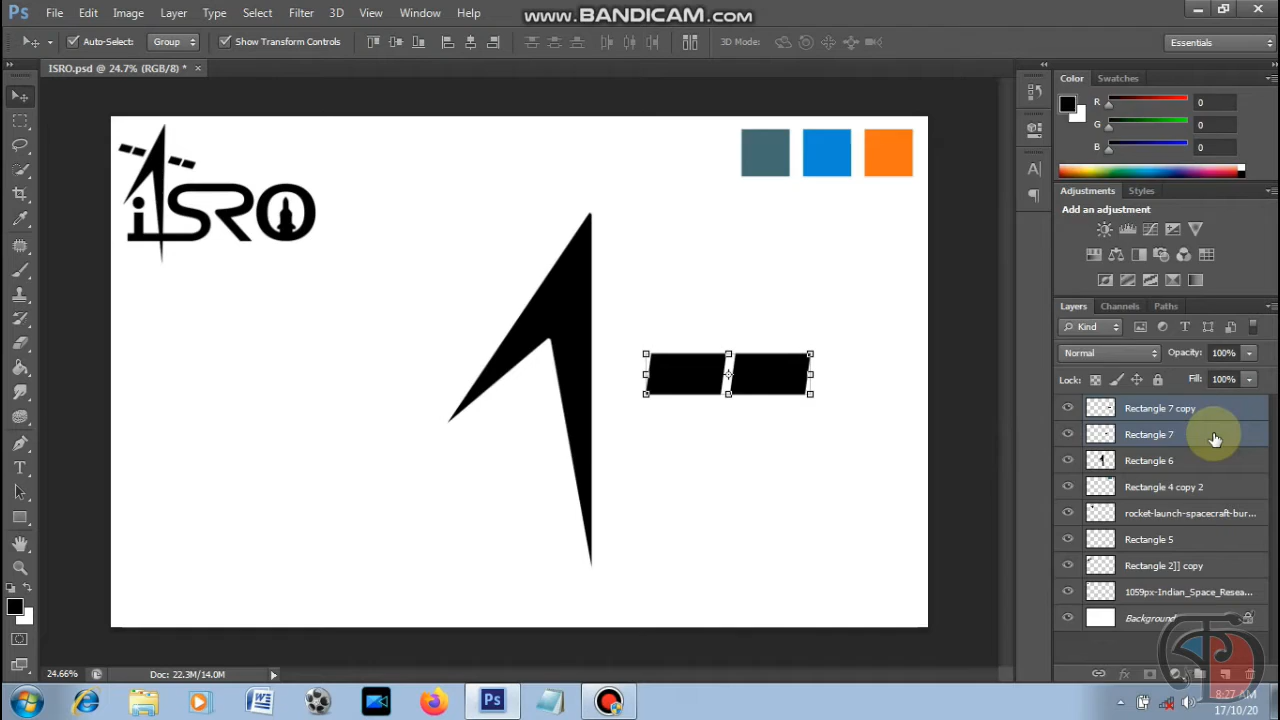 Ps File Edit Image Layer Type Select Filter 3D View Window Help
www.BANDICAM.com
Auto-Select: Group Show Transform Controls 3D Mode: Essentials
ISRO.psd @ 24.7% (RGB/8) * ×
iSRO
Color Swatches
R 0
G 0
B 0
Adjustments Styles
Add an adjustment
Layers Channels Paths
Kind
Normal Opacity: 100%
Lock: Fill: 100%
Rectangle 7 copy
Rectangle 7
Rectangle 6
Rectangle 4 copy 2
rocket-launch-spacecraft-bur...
Rectangle 5
Rectangle 2]] copy
1059px-Indian_Space_Resea...
Background
24.66% Doc: 22.3M/14.0M
Ps
8:27 AM
17/10/20